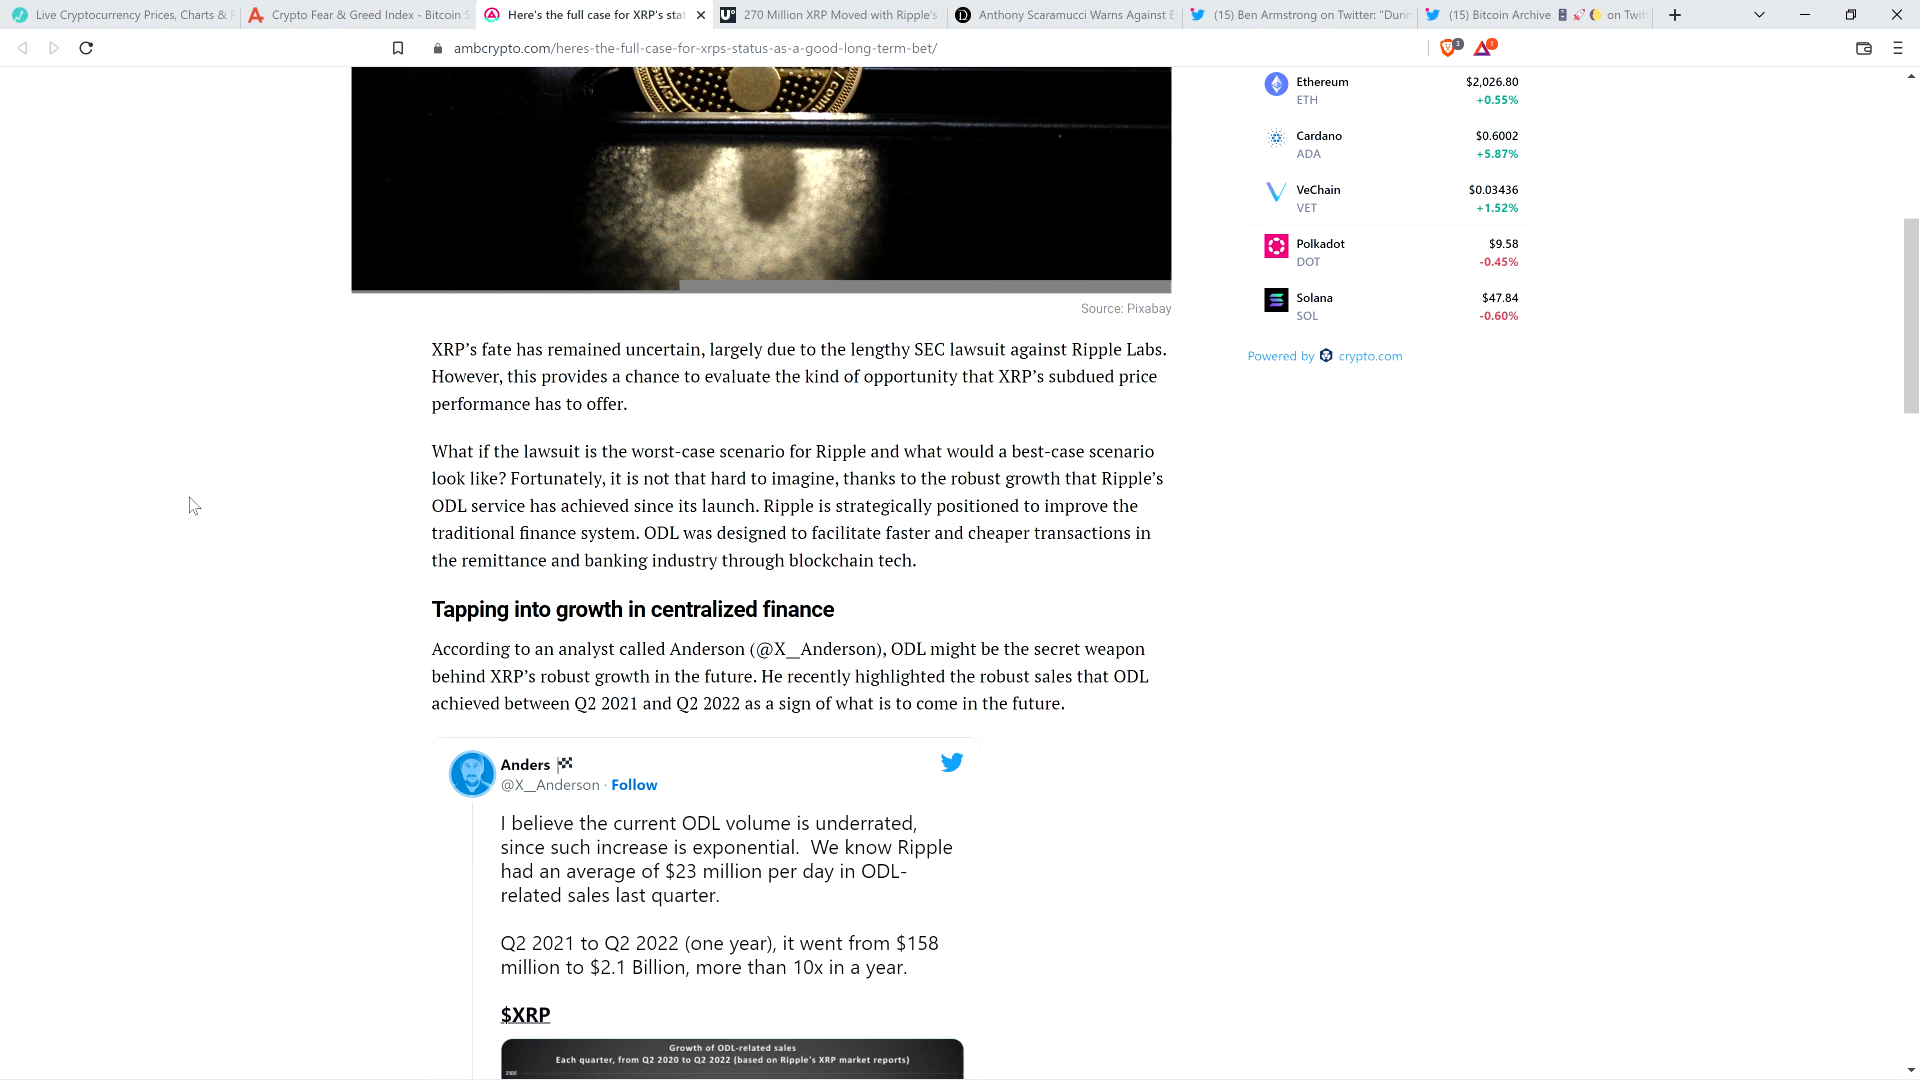 Live Cryptocurrency Prices, Charts &
Crypto Fear & Greed Index - Bitcoin S
Here's the full case for XRP's stat
270 Million XRP Moved with Ripple's
Anthony Scaramucci Warns Against E
(15) Ben Armstrong on Twitter: "Durin
(15) Bitcoin Archive on Twit
ambcrypto.com/heres-the-full-case-for-xrps-status-as-a-good-long-term-bet/
3
1
Ethereum $2,026.80
ETH +0.55%
Cardano $0.6002
ADA +5.87%
VeChain $0.03436
VET +1.52%
Polkadot $9.58
DOT -0.45%
Solana $47.84
SOL -0.60%
Powered by crypto.com
Source: Pixabay
XRP’s fate has remained uncertain, largely due to the lengthy SEC lawsuit against Ripple Labs.
However, this provides a chance to evaluate the kind of opportunity that XRP’s subdued price
performance has to offer.
What if the lawsuit is the worst-case scenario for Ripple and what would a best-case scenario
look like? Fortunately, it is not that hard to imagine, thanks to the robust growth that Ripple’s
ODL service has achieved since its launch. Ripple is strategically positioned to improve the
traditional finance system. ODL was designed to facilitate faster and cheaper transactions in
the remittance and banking industry through blockchain tech.
Tapping into growth in centralized finance
According to an analyst called Anderson (@X__Anderson), ODL might be the secret weapon
behind XRP’s robust growth in the future. He recently highlighted the robust sales that ODL
achieved between Q2 2021 and Q2 2022 as a sign of what is to come in the future.
Anders
@X__Anderson · Follow
I believe the current ODL volume is underrated,
since such increase is exponential. We know Ripple
had an average of $23 million per day in ODL-
related sales last quarter.
Q2 2021 to Q2 2022 (one year), it went from $158
million to $2.1 Billion, more than 10x in a year.
$XRP
Growth of ODL-related sales
Each quarter, from Q2 2020 to Q2 2022 (based on Ripple's XRP market reports)
2500